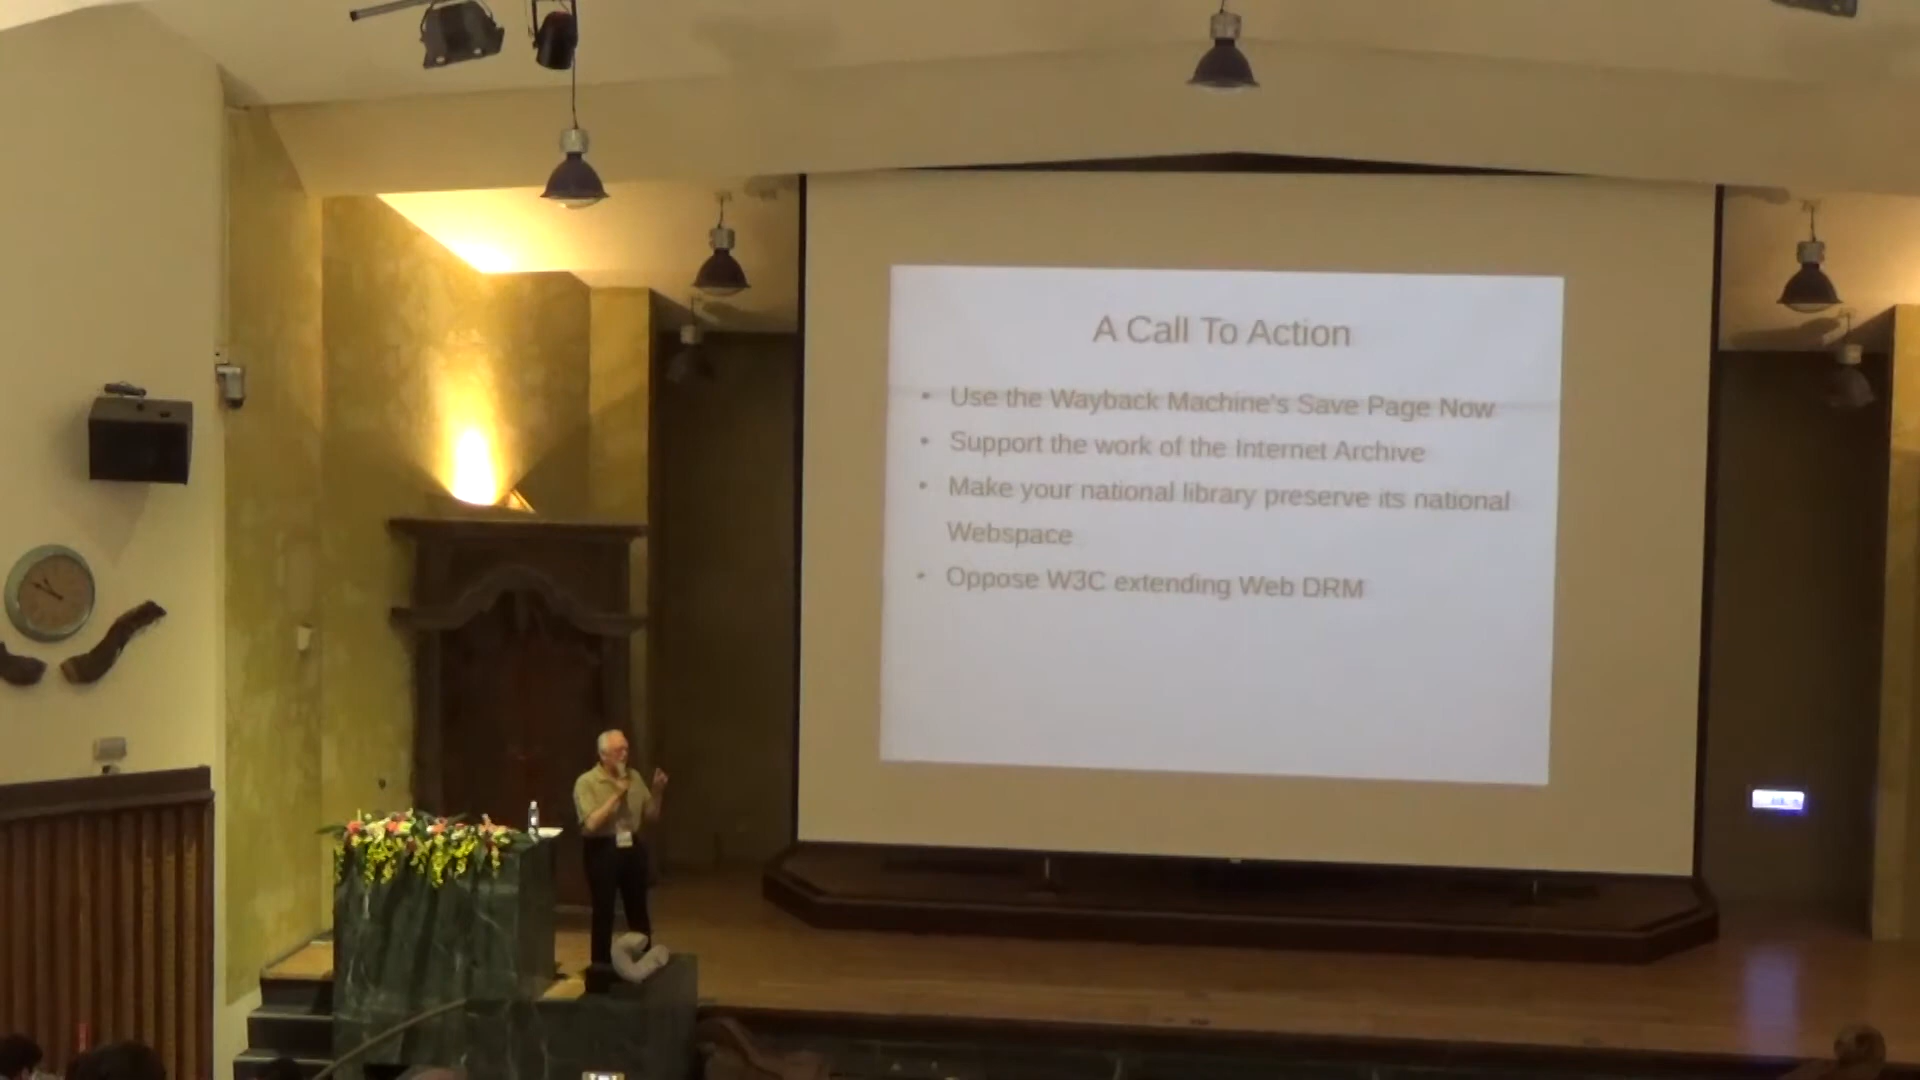 A Call To Action
• Use the Wayback Machine's Save Page Now
• Support the work of the Internet Archive
• Make your national library preserve its national
Webspace
• Oppose W3C extending Web DRM